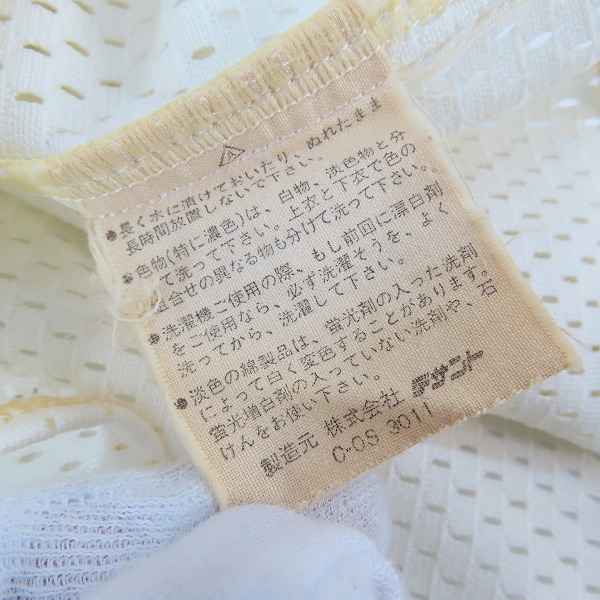 ●長く水に漬けておいたり、ぬれたまま
長時間放置しないで下さい。
●色物(特に濃色)は、白物、淡色物と分
て洗って下さい。上衣と下衣で色の
組合せの異なる物も分けて洗って下さい。
●洗濯機ご使用の際、もし前回に漂白剤
をご使用なら、必ず洗濯そうを、よく
洗ってから、洗濯して下さい。
●淡色の綿製品は、蛍光剤の入った洗剤
によって白く変色することがあります。
蛍光増白剤の入っていない洗剤や、石
けんをお使い下さい。
製造元 株式会社 デサント
C-OS 3011